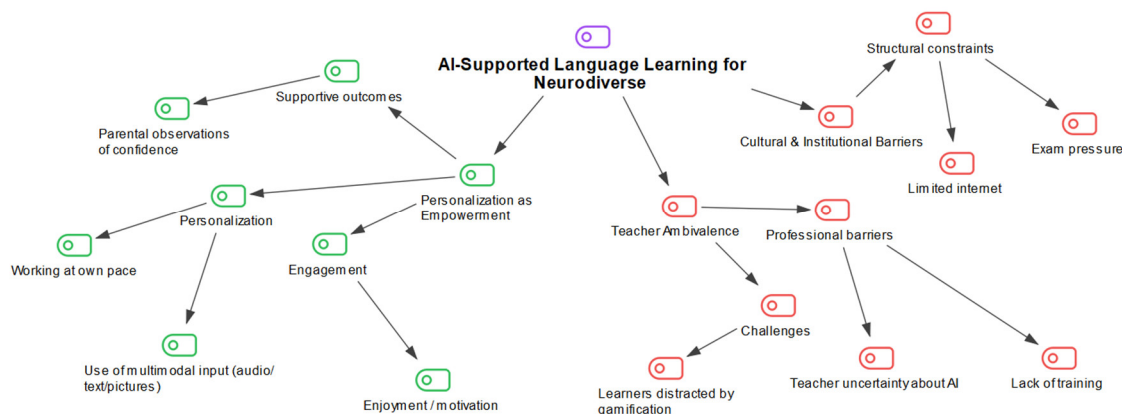 AI-Supported Language Learning for
Neurodiverse
Structural constraints
Supportive outcomes
Parental observations
of confidence
Cultural & Institutional Barriers
Exam pressure
Limited internet
Personalization as
Empowerment
Personalization
Teacher Ambivalence
Professional barriers
Working at own pace
Engagement
Challenges
Use of multimodal input (audio/
text/pictures)
Enjoyment / motivation
Learners distracted by
gamification
Teacher uncertainty about AI
Lack of training